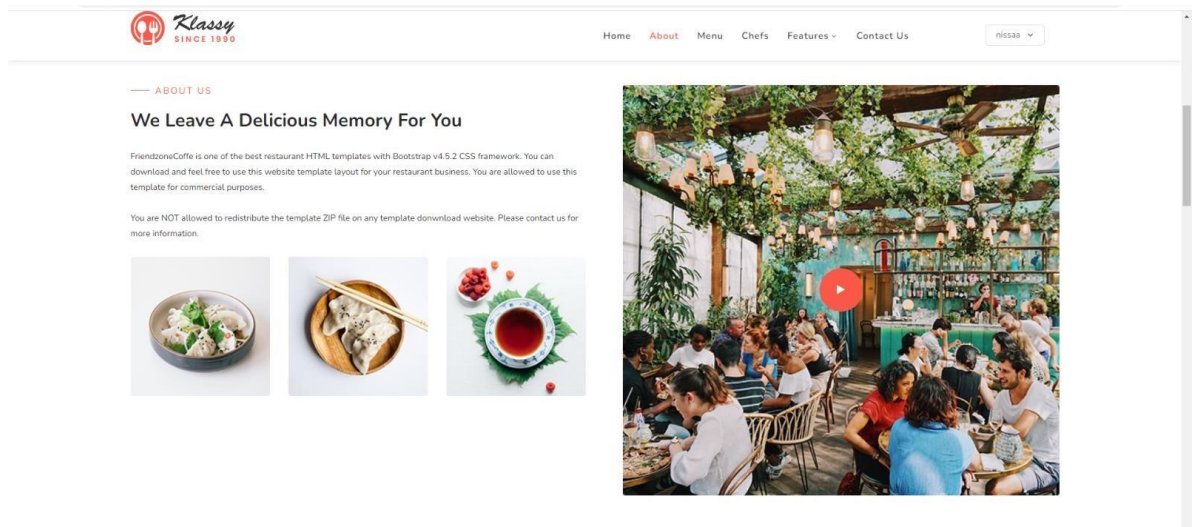 Klassy
SINCE 1990
Home About Menu Chefs Features Contact Us
nissaa
ABOUT US
We Leave A Delicious Memory For You
FriendzoneCoffe is one of the best restaurant HTML templates with Bootstrap v4.5.2 CSS framework. You can
download and feel free to use this website template layout for your restaurant business. You are allowed to use this
template for commercial purposes.
You are NOT allowed to redistribute the template ZIP file on any template donwnload website. Please contact us for
more information.